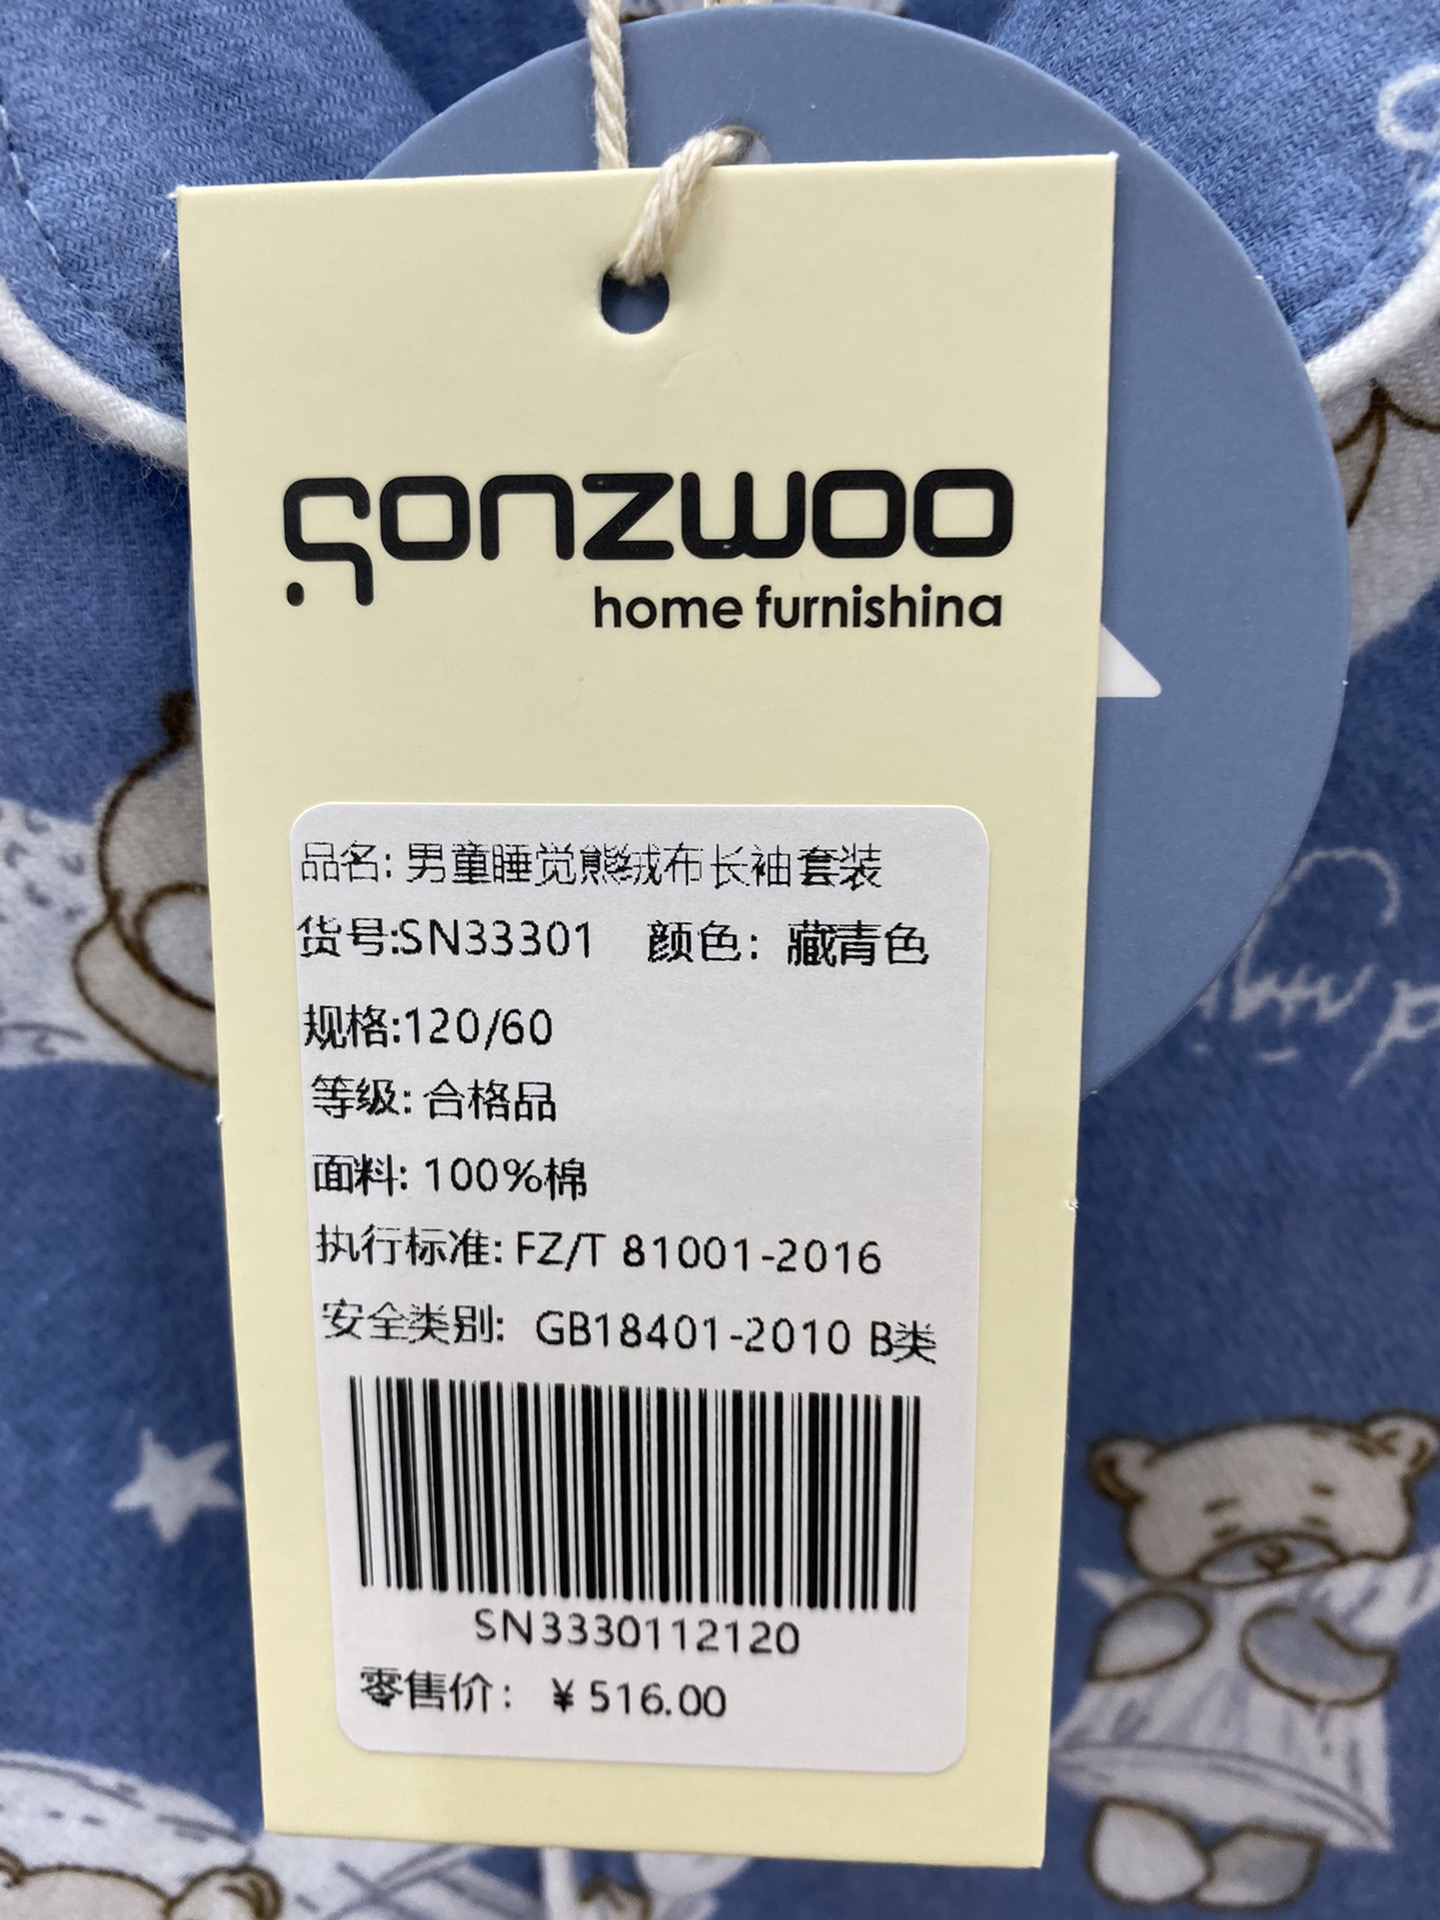 gonzwoo
home furnishing
品名: 男童睡觉熊绒布长袖套装
货号:SN33301 颜色: 藏青色
规格:120/60
等级: 合格品
面料: 100%棉
执行标准: FZ/T 81001-2016
安全类别: GB18401-2010 B类
SN3330112120
零售价: ¥516.00